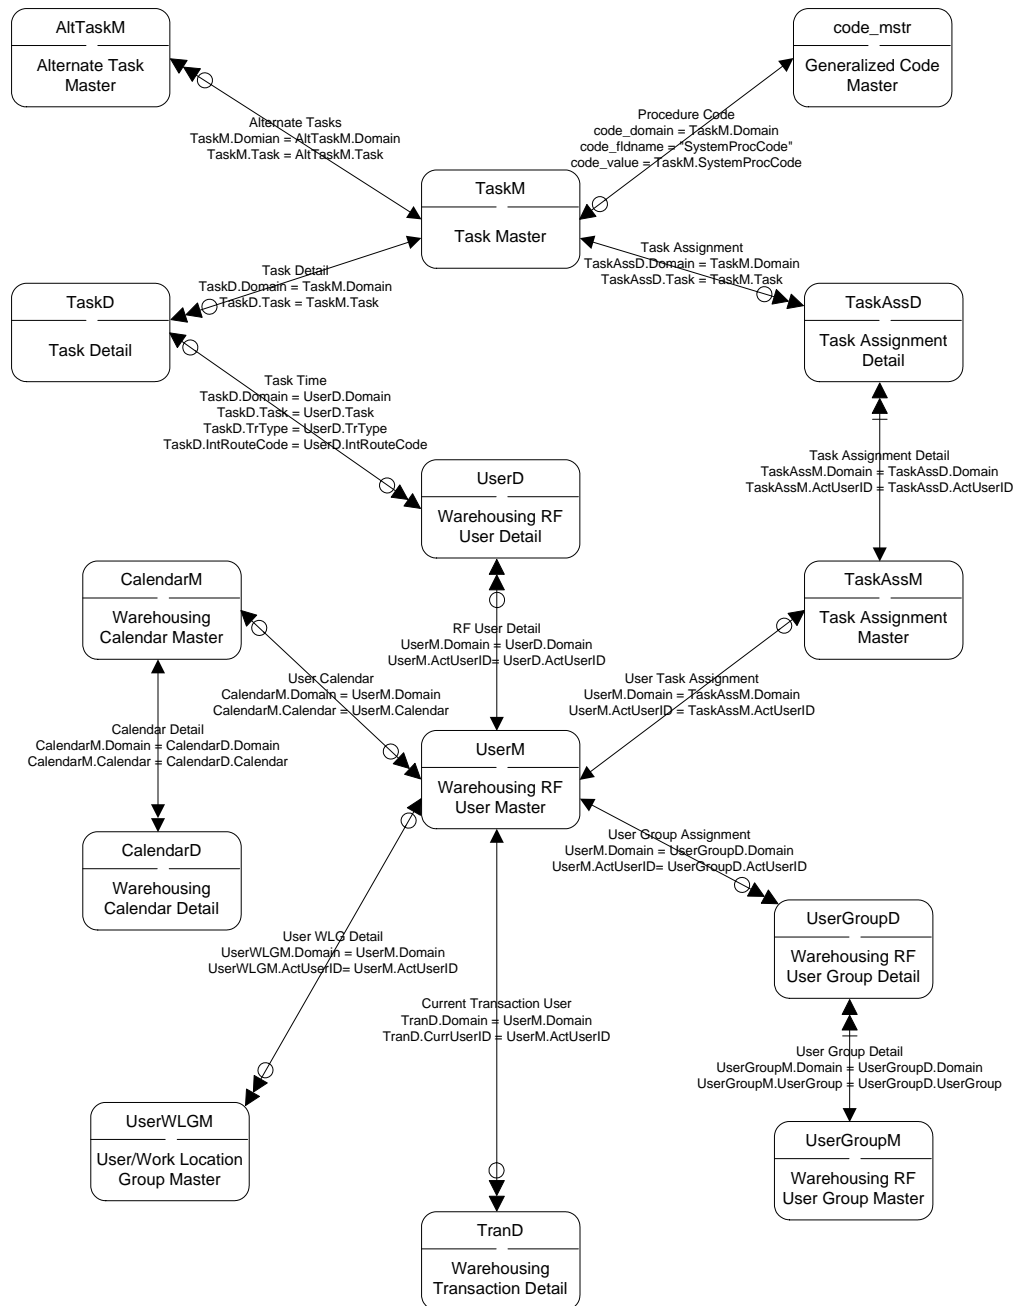 AltTaskM
Alternate Task
Master
code_mstr
Generalized Code
Master
Alternate Tasks
TaskM.Domian = AltTaskM.Domain
TaskM.Task = AltTaskM.Task
Procedure Code
code_domain = TaskM.Domain
code_fldname = "SystemProcCode"
code_value = TaskM.SystemProcCode
TaskM
Task Master
Task Detail
TaskD.Domain = TaskM.Domain
TaskD.Task = TaskM.Task
Task Assignment
TaskAssD.Domain = TaskM.Domain
TaskAssD.Task = TaskM.Task
TaskD
Task Detail
TaskAssD
Task Assignment
Detail
Task Time
TaskD.Domain = UserD.Domain
TaskD.Task = UserD.Task
TaskD.TrType = UserD.TrType
TaskD.IntRouteCode = UserD.IntRouteCode
Task Assignment Detail
TaskAssM.Domain = TaskAssD.Domain
TaskAssM.ActUserID = TaskAssD.ActUserID
UserD
Warehousing RF
User Detail
CalendarM
Warehousing
Calendar Master
TaskAssM
Task Assignment
Master
RF User Detail
UserM.Domain = UserD.Domain
UserM.ActUserID= UserD.ActUserID
User Calendar
CalendarM.Domain = UserM.Domain
CalendarM.Calendar = UserM.Calendar
User Task Assignment
UserM.Domain = TaskAssM.Domain
UserM.ActUserID = TaskAssM.ActUserID
Calendar Detail
CalendarM.Domain = CalendarD.Domain
CalendarM.Calendar = CalendarD.Calendar
UserM
Warehousing RF
User Master
CalendarD
Warehousing
Calendar Detail
User Group Assignment
UserM.Domain = UserGroupD.Domain
UserM.ActUserID= UserGroupD.ActUserID
UserGroupD
Warehousing RF
User Group Detail
User WLG Detail
UserWLGM.Domain = UserM.Domain
UserWLGM.ActUserID= UserM.ActUserID
Current Transaction User
TranD.Domain = UserM.Domain
TranD.CurrUserID = UserM.ActUserID
User Group Detail
UserGroupM.Domain = UserGroupD.Domain
UserGroupM.UserGroup = UserGroupD.UserGroup
UserWLGM
User/Work Location
Group Master
UserGroupM
Warehousing RF
User Group Master
TranD
Warehousing
Transaction Detail